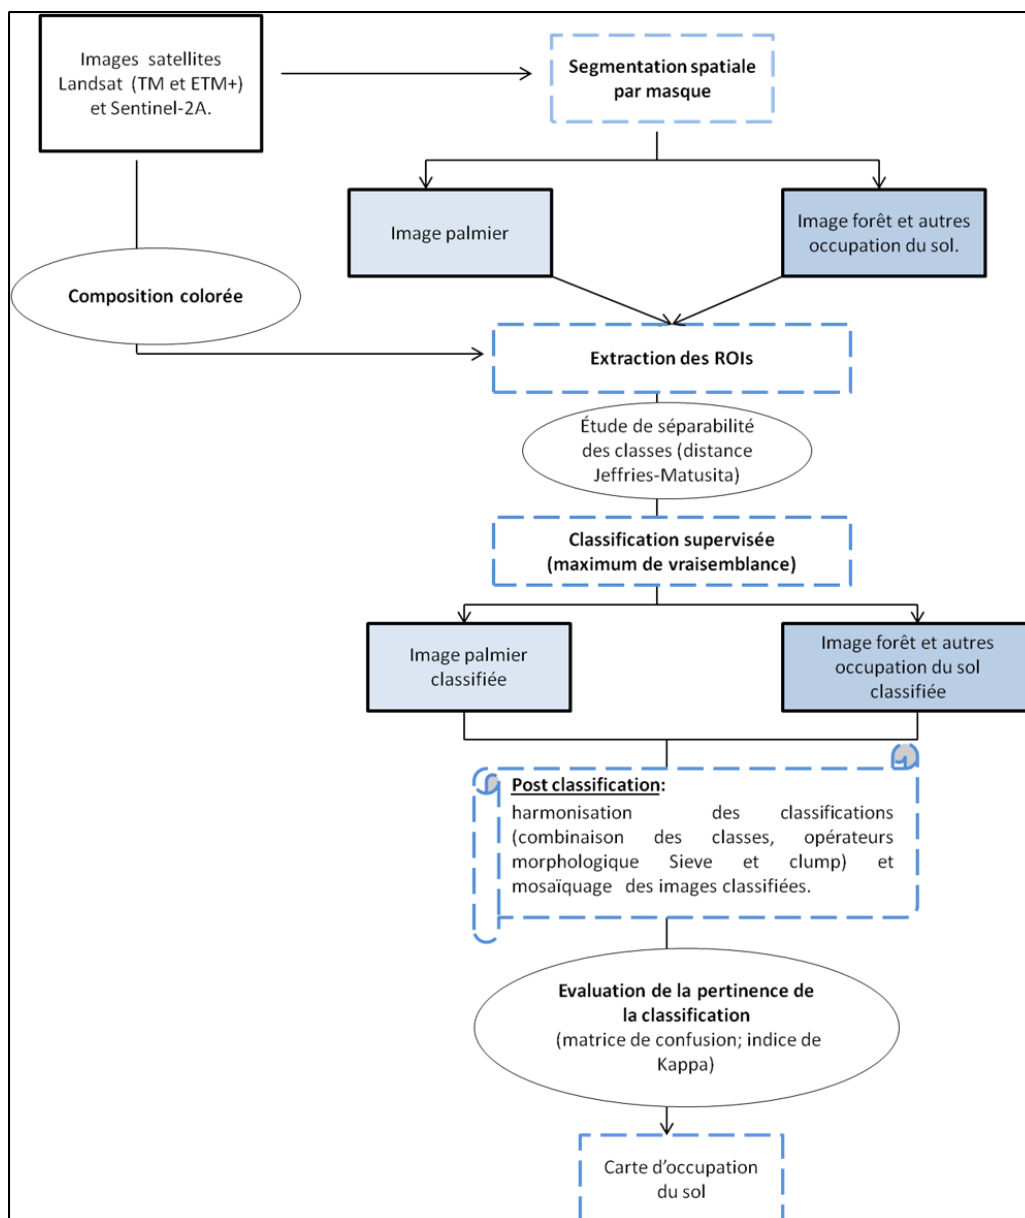 Images satellites
Landsat (TM et ETM+)
et Sentinel-2A.
Segmentation spatiale
par masque
Image palmier
Image forêt et autres
occupation du sol.
Composition colorée
Extraction des ROIs
Étude de séparabilité
des classes (distance
Jeffries-Matusita)
Classification supervisée
(maximum de vraisemblance)
Image palmier
classifiée
Image forêt et autres
occupation du sol
classifiée
Post classification:
harmonisation des classifications
(combinaison des classes, opérateurs
morphologique Sieve et clump) et
mosaïquage des images classifiées.
Evaluation de la pertinence de
la classification
(matrice de confusion; indice de
Kappa)
Carte d’occupation
du sol